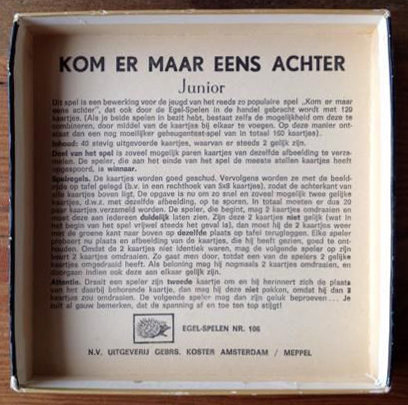 KOM ER MAAR EENS ACHTER
Junior
Dit spel is een bewerking voor de jeugd van het reeds zo populaire spel „Kom er maar
eens achter", dat ook door de Egel-Spelen in de handel gebracht wordt met 120
kaartjes. (Als je beide spelen in bezit hebt, bestaat zelfs de mogelijkheid om deze te
combineren, door middel van de kaartjes bij elkaar te voegen. Op deze manier ont-
staat dan een nog moeilijker geheugentest-spel van in totaal 160 kaartjes).
Inhoud: 40 stevig uitgevoerde kaartjes, waarvan er steeds 2 gelijk zijn.
Doel van het spel is zoveel mogelijk paren kaartjes van dezelfde afbeelding te verza-
melen. De speler, die aan het einde van het spel de meeste stellen kaartjes heeft
opgespoord, is winnaar.
Spelregels. De kaartjes worden goed geschud. Vervolgens worden ze met de beeld-
zijde op tafel gelegd (b.v. in een rechthoek van 5x8 kaartjes), zodat de achterkant van
alle kaartjes boven ligt. De opgave is nu om zo snel en zoveel mogelijk twee gelijke
kaartjes, d.w.z. met dezelfde afbeelding, op te sporen. In totaal moeten er dus 20
paar kaartjes verzameld worden. De speler, die begint, mag 2 kaartjes omdraaien en
moet deze aan iedereen duidelijk laten zien. Zijn deze 2 kaartjes niet gelijk (wat in
het begin van het spel vrijwel steeds het geval is), dan moet hij de 2 kaartjes weer
met de groene kant naar boven op dezelfde plaats op tafel terugleggen. Elke speler
probeert nu plaats en afbeelding van de kaartjes, die hij heeft gezien, goed te ont-
houden. Omdat de 2 kaartjes niet identiek waren, mag de volgende speler op zijn
beurt 2 kaartjes omdraaien. Zo gaat men door, totdat een van de spelers 2 gelijke
kaartjes omgedraaid heeft. Als beloning mag hij nogmaals 2 kaartjes omdraaien, en
doorgaan indien ook deze aan elkaar gelijk zijn.
Attentie. Draait een speler zijn tweede kaartje om en hij herinnert zich de plaats
van het daarbij behorende kaartje, dan mag hij deze niet pakken, omdat hij dan 3
kaartjes zou omdraaien. De volgende speler mag dan zijn geluk beproeven... Je
zult al gauw bemerken, dat de spanning af en toe ten top stijgt!
EGEL-SPELEN NR. 106
N.V. UITGEVERIJ GEBRS. KOSTER AMSTERDAM / MEPPEL